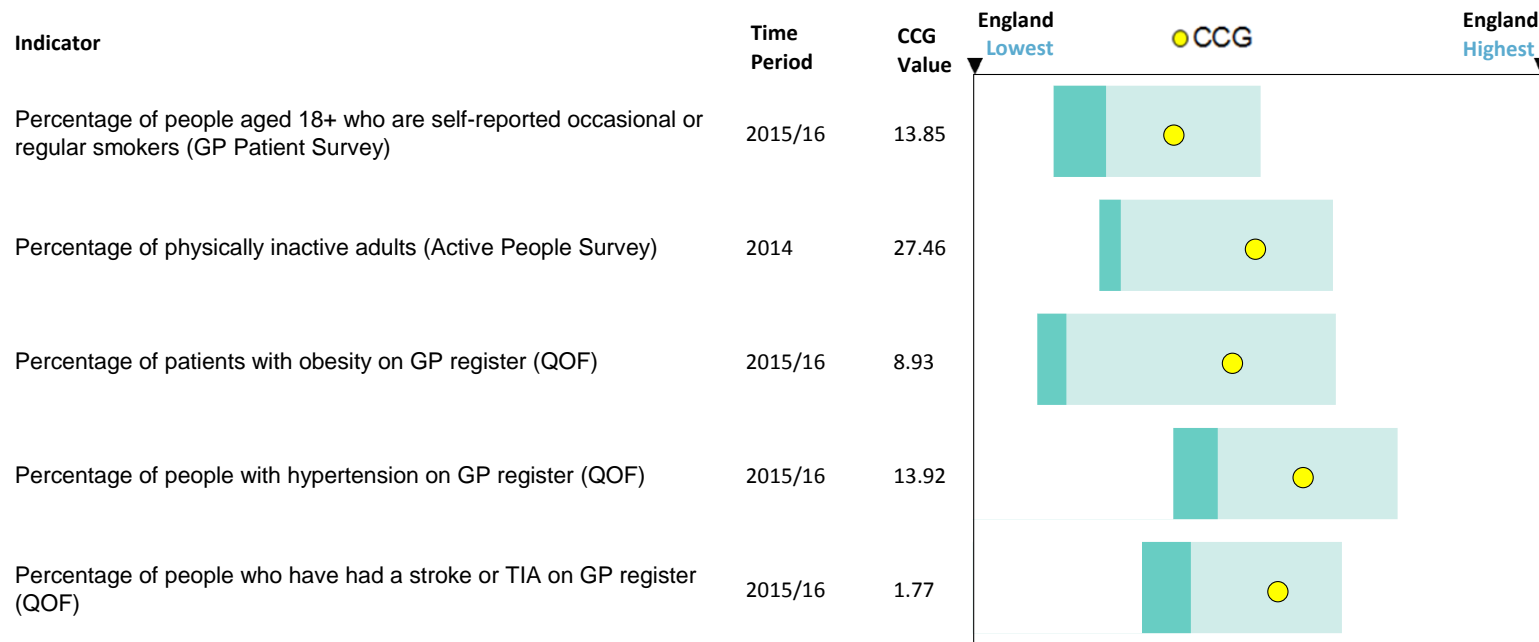 Indicator
Time
Period
CCG
Value
England
Lowest
CCG
England
Highest
Percentage of people aged 18+ who are self-reported occasional or
regular smokers (GP Patient Survey)
2015/16
13.85
Percentage of physically inactive adults (Active People Survey)
2014
27.46
Percentage of patients with obesity on GP register (QOF)
2015/16
8.93
Percentage of people with hypertension on GP register (QOF)
2015/16
13.92
Percentage of people who have had a stroke or TIA on GP register
(QOF)
2015/16
1.77